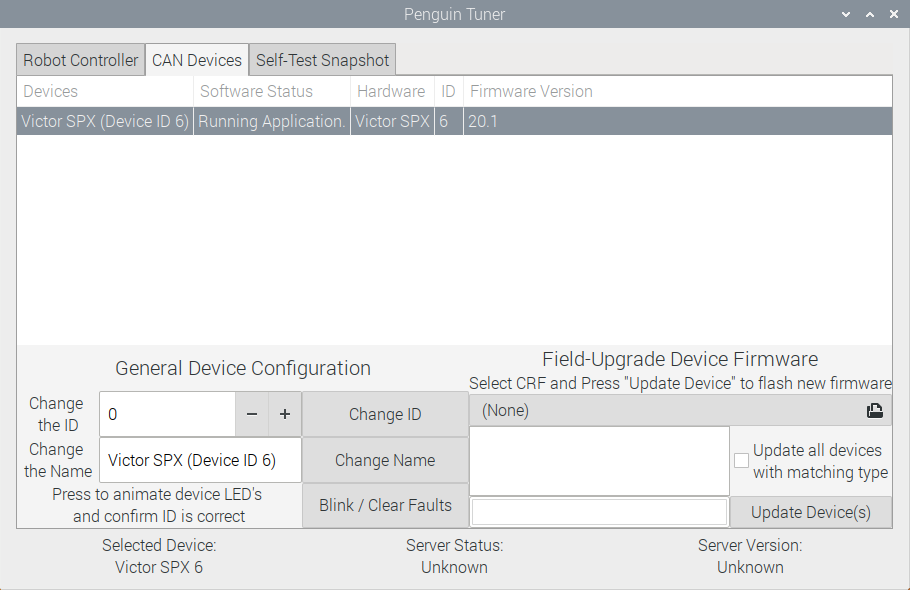 Penguin Tuner
Robot Controller CAN Devices Self-Test Snapshot
Devices Software Status Hardware ID Firmware Version
Victor SPX (Device ID 6) Running Application. Victor SPX 6 20.1
General Device Configuration
Change
the ID
0 − + Change ID
Change
the Name
Victor SPX (Device ID 6) Change Name
Press to animate device LED's
and confirm ID is correct
Blink / Clear Faults
Field-Upgrade Device Firmware
Select CRF and Press "Update Device" to flash new firmware
(None)
Update all devices
with matching type
Update Device(s)
Selected Device:
Victor SPX 6
Server Status:
Unknown
Server Version:
Unknown